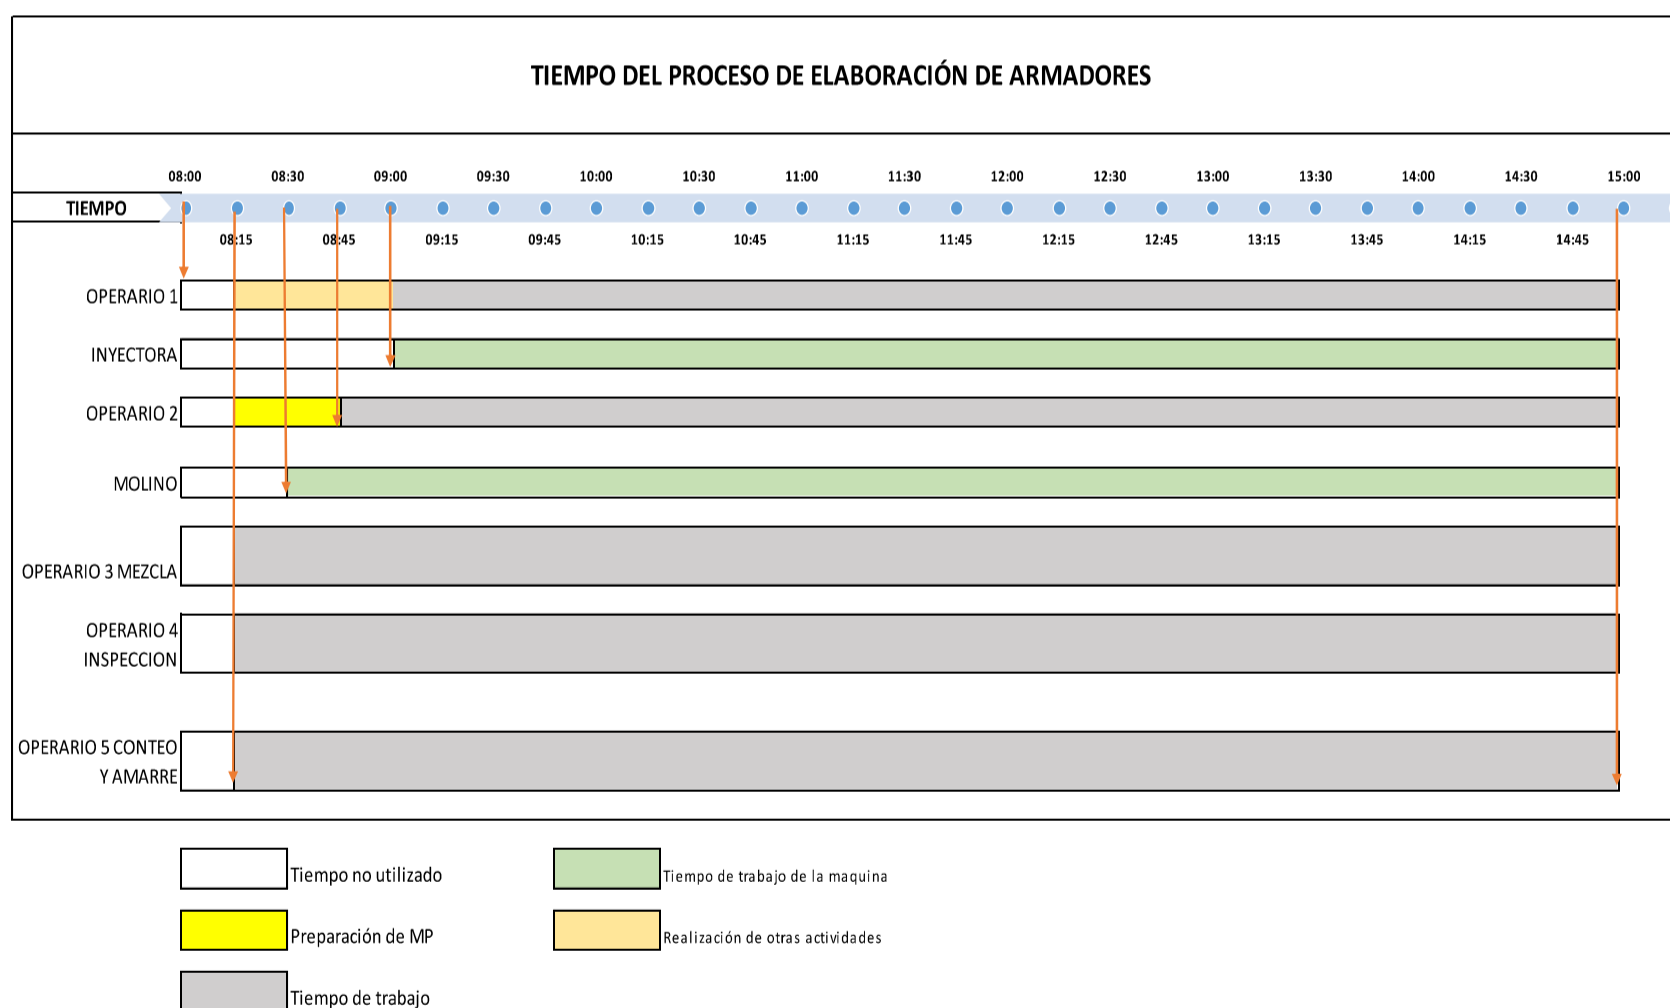 TIEMPO DEL PROCESO DE ELABORACIÓN DE ARMADORES
08:00 08:30 09:00 09:30 10:00 10:30 11:00 11:30 12:00 12:30 13:00 13:30 14:00 14:30 15:00
TIEMPO
08:15 08:45 09:15 09:45 10:15 10:45 11:15 11:45 12:15 12:45 13:15 13:45 14:15 14:45
OPERARIO 1
INYECTORA
OPERARIO 2
MOLINO
OPERARIO 3 MEZCLA
OPERARIO 4
INSPECCION
OPERARIO 5 CONTEO
Y AMARRE
Tiempo no utilizado
Tiempo de trabajo de la maquina
Preparación de MP
Realización de otras actividades
Tiempo de trabajo